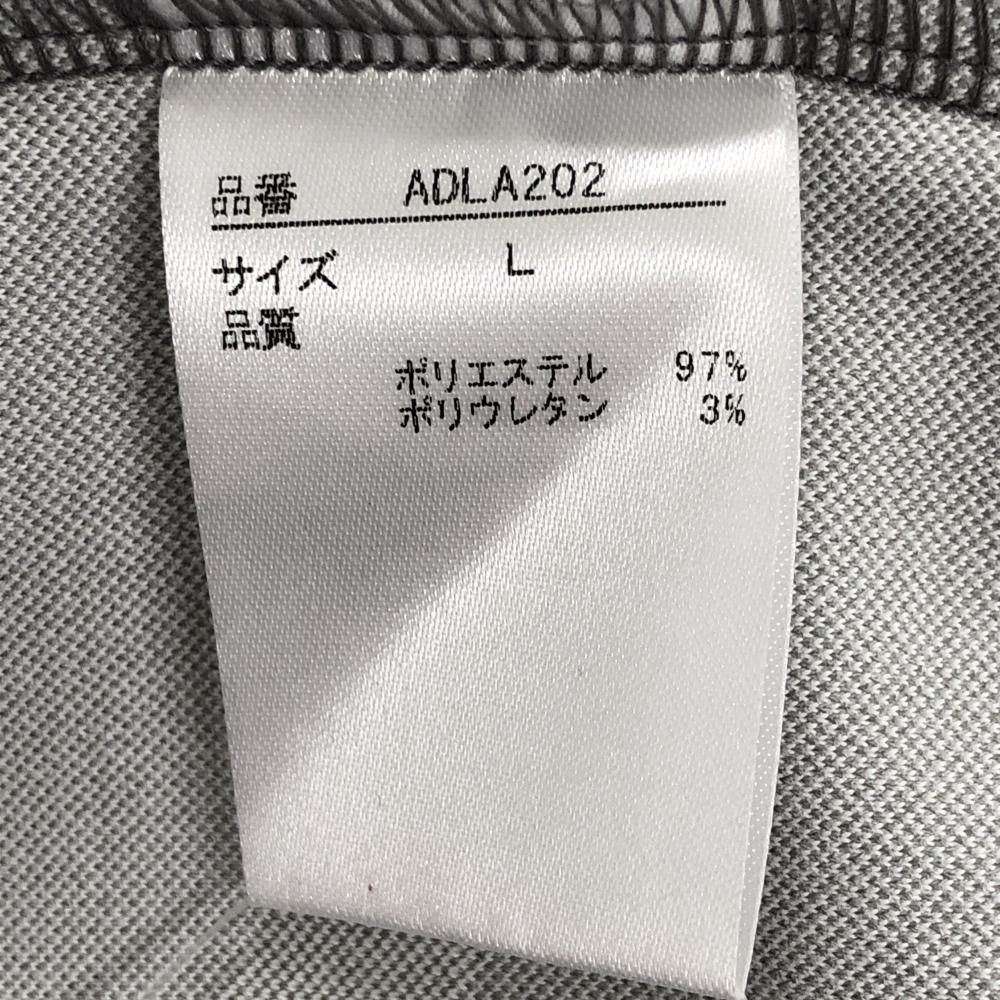 品番 ADLA202
サイズ L
品質
ポリエステル 97%
ポリウレタン 3%